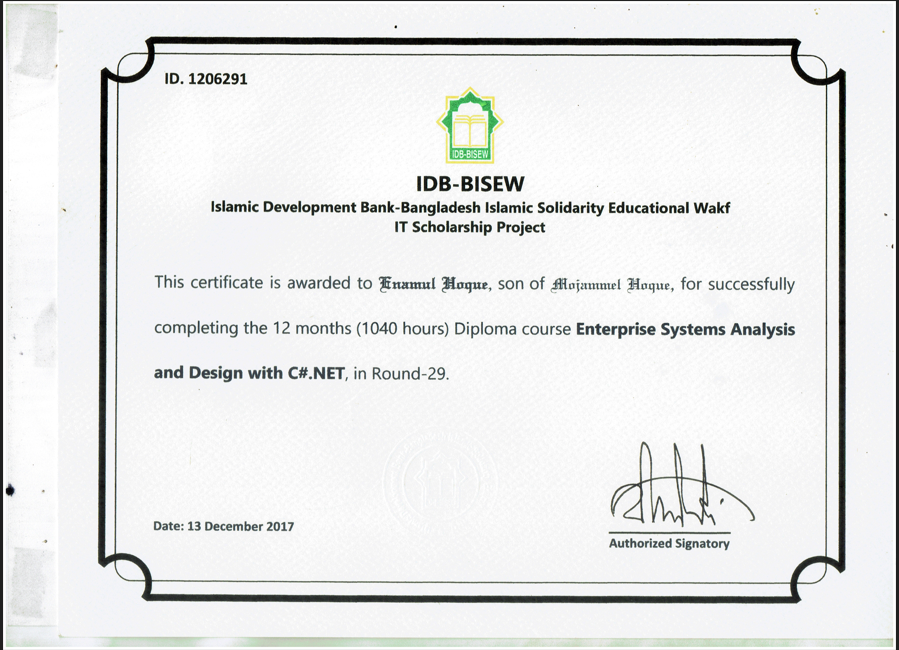 ID. 1206291
IDB-BISEW
IDB-BISEW
Islamic Development Bank-Bangladesh Islamic Solidarity Educational Wakf
IT Scholarship Project
This certificate is awarded to Enamul Hoque, son of Mojammel Hoque, for successfully
completing the 12 months (1040 hours) Diploma course Enterprise Systems Analysis
and Design with C#.NET, in Round-29.
Date: 13 December 2017
Authorized Signatory